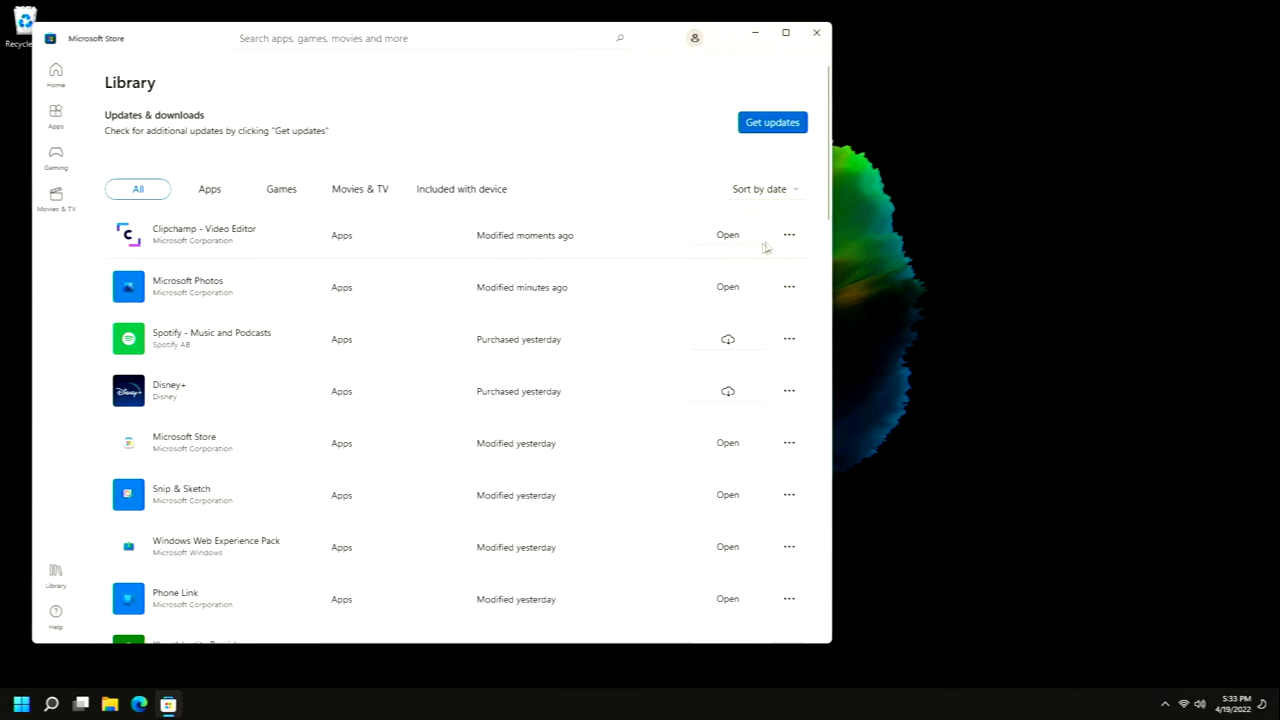 Recycle
Microsoft Store
Search apps, games, movies and more
Home
Apps
Gaming
Movies & TV
Library
Help
Library
Updates & downloads
Check for additional updates by clicking "Get updates"
Get updates
All Apps Games Movies & TV Included with device Sort by date
Clipchamp - Video Editor
Microsoft Corporation
Apps Modified moments ago Open
Microsoft Photos
Microsoft Corporation
Apps Modified minutes ago Open
Spotify - Music and Podcasts
Spotify AB
Apps Purchased yesterday
Disney+
Disney+
Disney
Apps Purchased yesterday
Microsoft Store
Microsoft Corporation
Apps Modified yesterday Open
Snip & Sketch
Microsoft Corporation
Apps Modified yesterday Open
Windows Web Experience Pack
Microsoft Windows
Apps Modified yesterday Open
Phone Link
Microsoft Corporation
Apps Modified yesterday Open
5:33 PM
4/19/2022